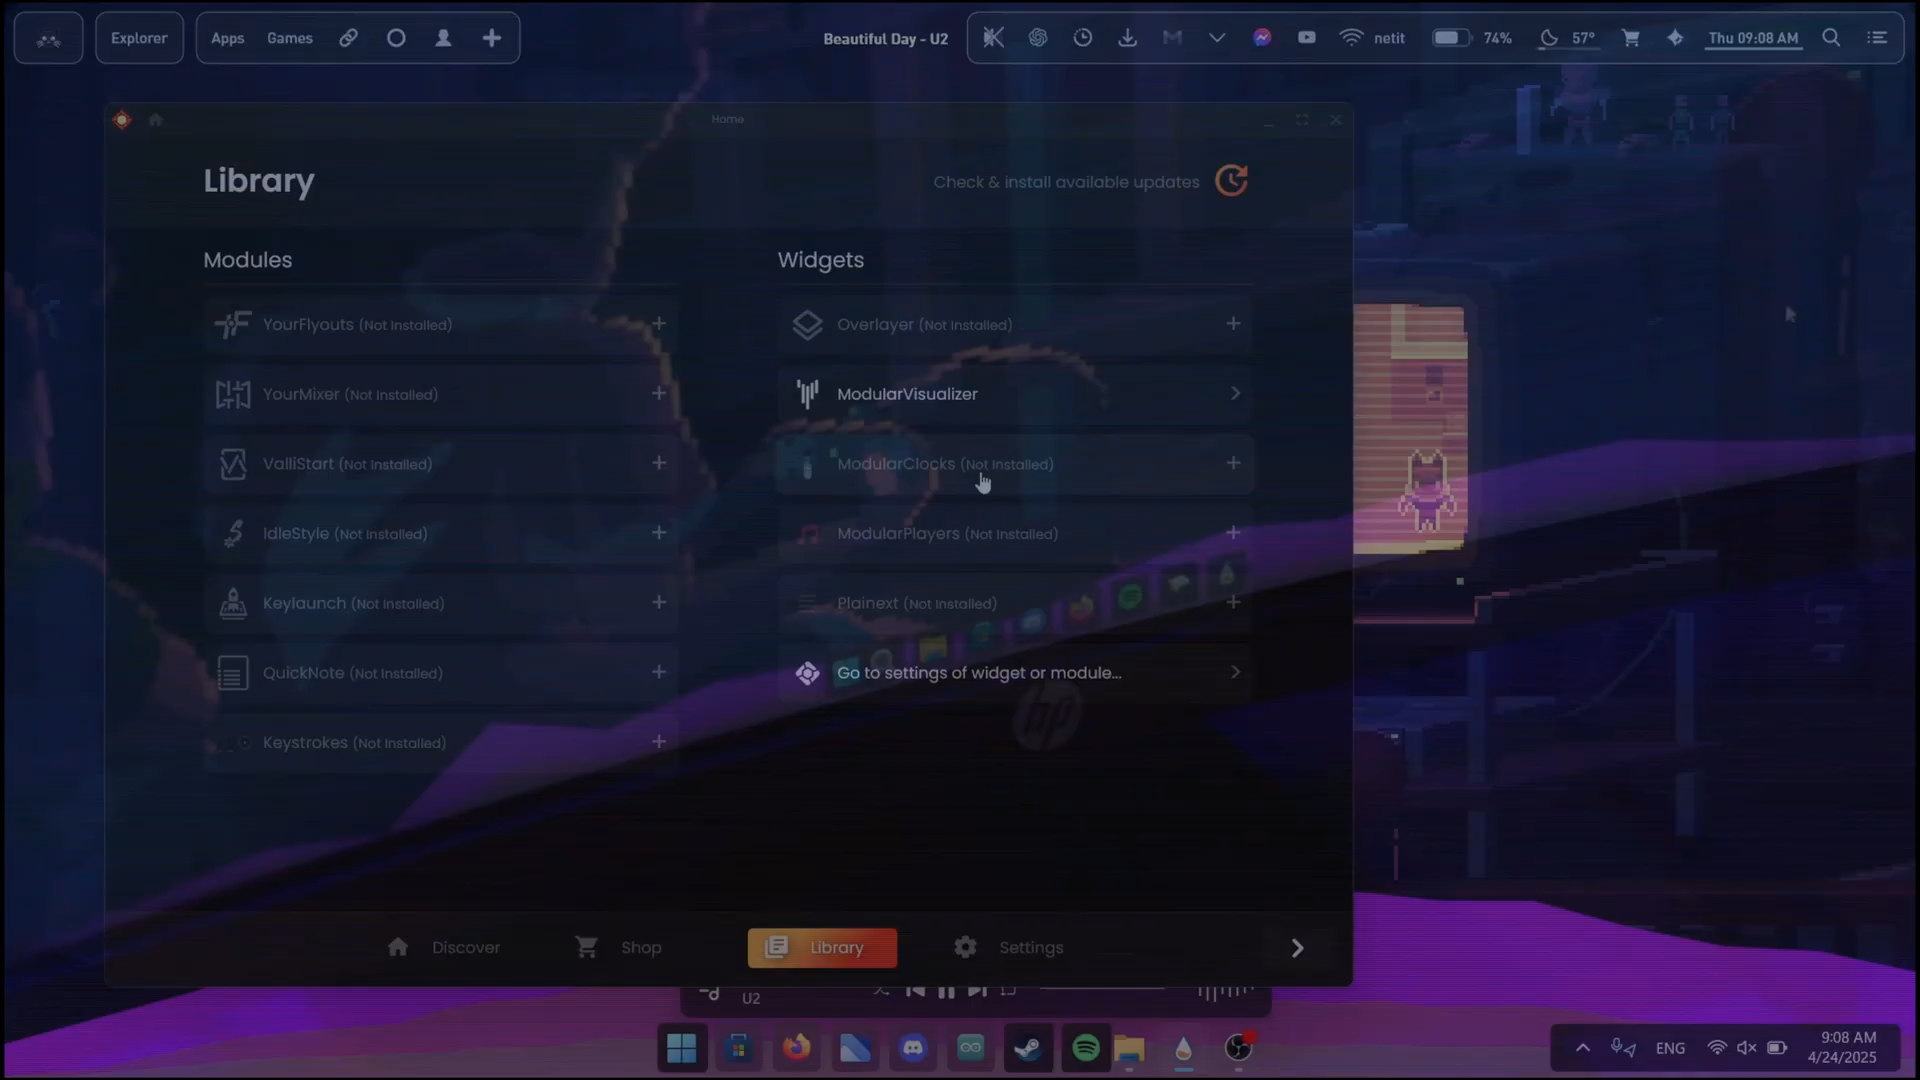 Explorer
Apps Games
Beautiful Day - U2
netit 74% 57° Thu 09:08 AM
Home
Library
Check & install available updates
Modules
Widgets
YourFlyouts (Not Installed)
YourMixer (Not Installed)
ValliStart (Not Installed)
IdleStyle (Not Installed)
Keylaunch (Not Installed)
QuickNote (Not Installed)
Keystrokes (Not Installed)
Overlayer (Not Installed)
ModularVisualizer
ModularClocks (Not Installed)
ModularPlayers (Not Installed)
Plainext (Not Installed)
Go to settings of widget or module...
hp
Discover Shop Library Settings
U2
ENG
9:08 AM
4/24/2025